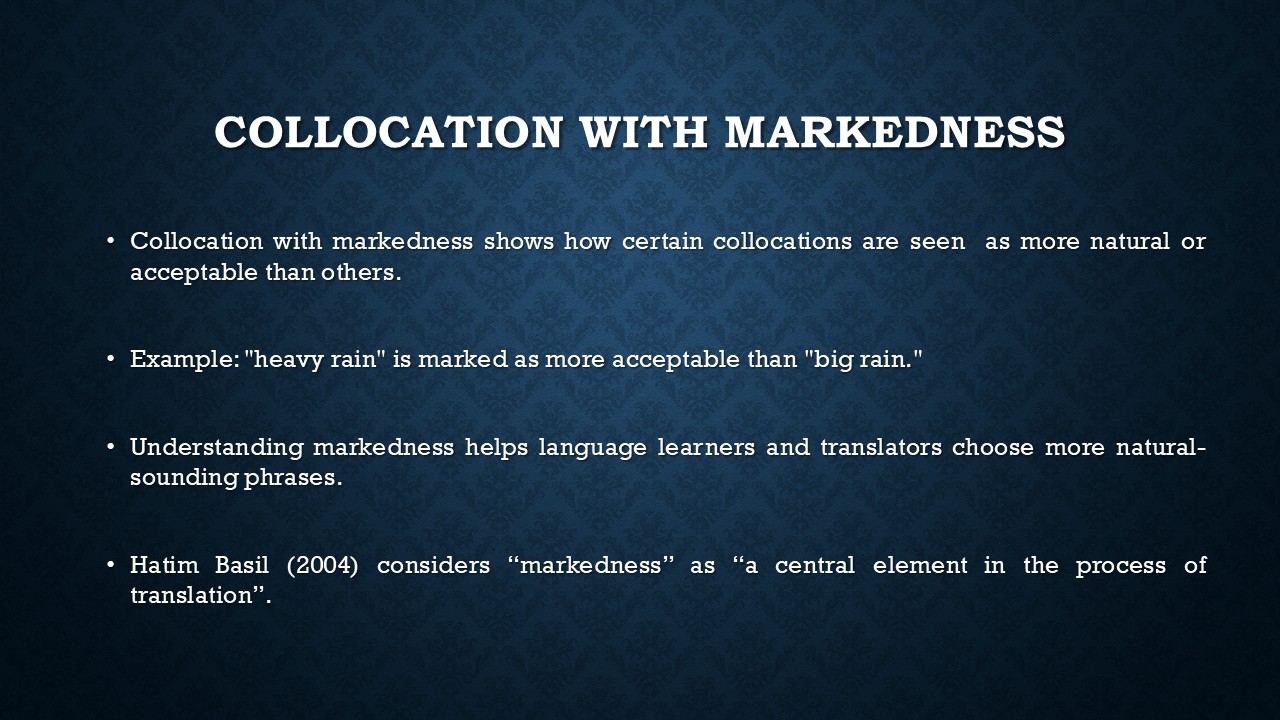 COLLOCATION WITH MARKEDNESS
• Collocation with markedness shows how certain collocations are seen  as more natural or
acceptable than others.
• Example: "heavy rain" is marked as more acceptable than "big rain."
• Understanding markedness helps language learners and translators choose more natural-
sounding phrases.
• Hatim Basil (2004) considers “markedness” as “a central element in the process of
translation”.